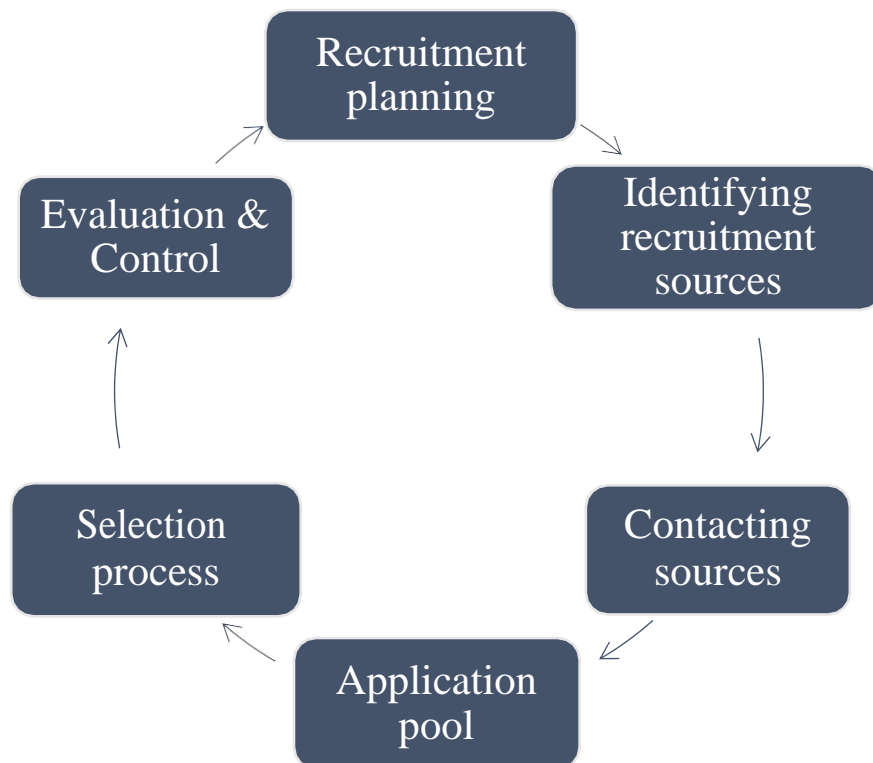 Recruitment
planning
Identifying
recruitment
sources
Contacting
sources
Application
pool
Selection
process
Evaluation &
Control